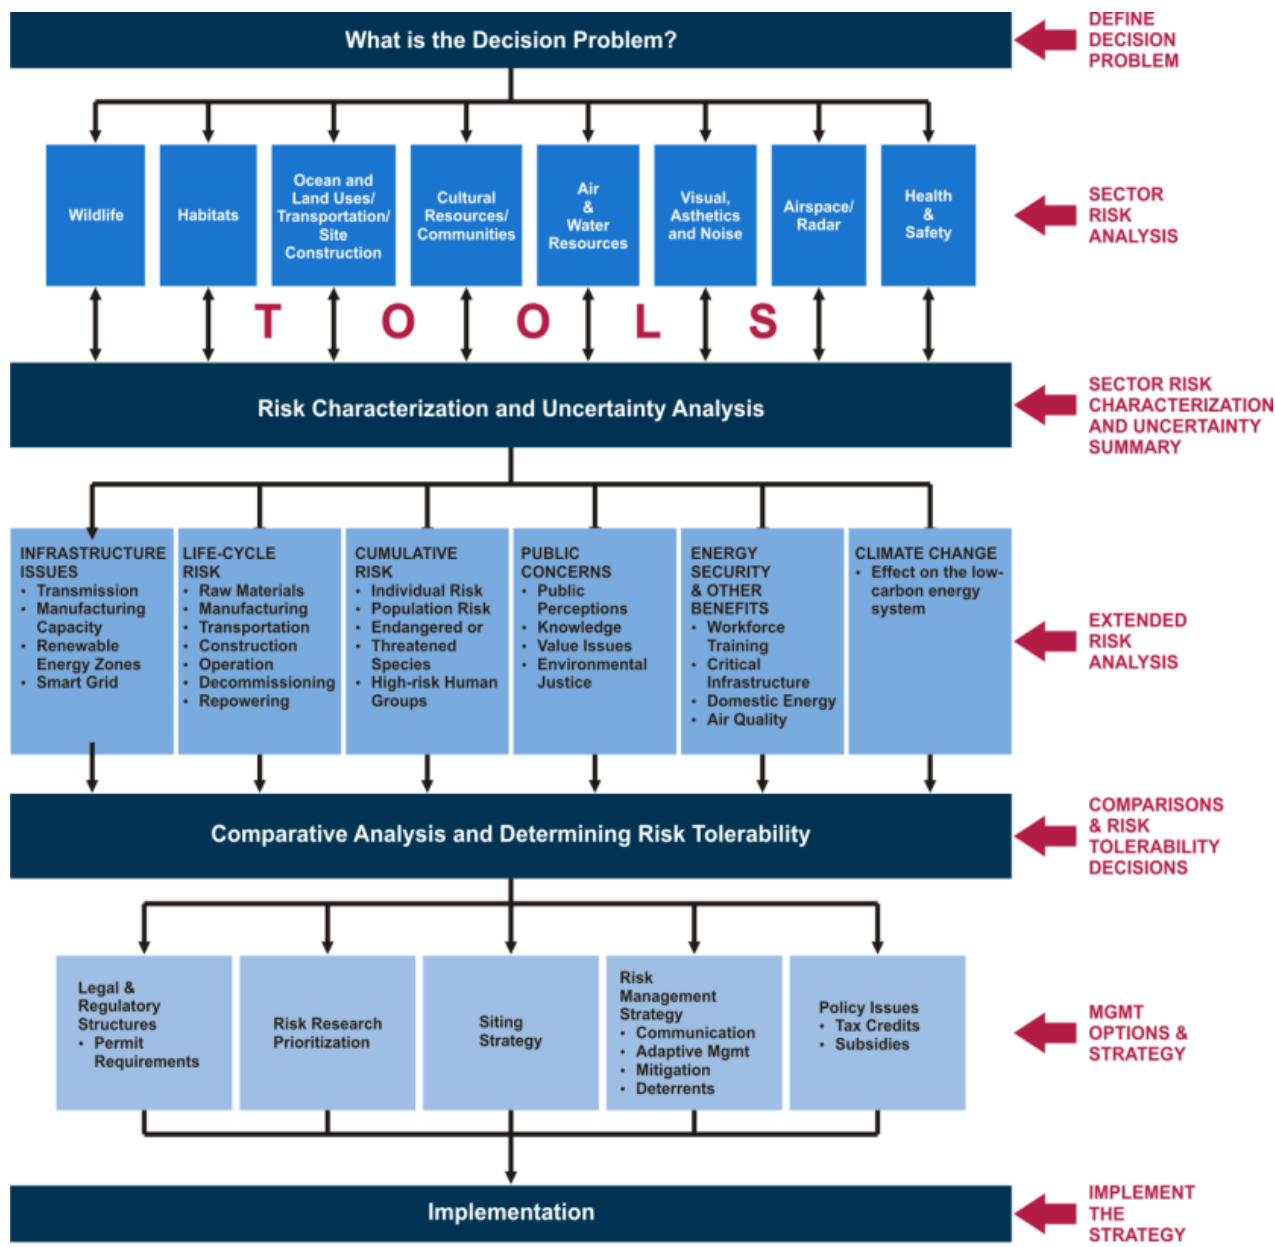 What is the Decision Problem?
DEFINE
DECISION
PROBLEM
Wildlife
Habitats
Ocean and
Land Uses/
Transportation/
Site
Construction
Cultural
Resources/
Communities
Air
&
Water
Resources
Visual,
Asthetics
and Noise
Airspace/
Radar
Health
&
Safety
SECTOR
RISK
ANALYSIS
T O O L S
Risk Characterization and Uncertainty Analysis
SECTOR RISK
CHARACTERIZATION
AND UNCERTAINTY
SUMMARY
INFRASTRUCTURE
ISSUES
• Transmission
• Manufacturing
Capacity
• Renewable
Energy Zones
• Smart Grid
LIFE-CYCLE
RISK
• Raw Materials
• Manufacturing
• Transportation
• Construction
• Operation
• Decommissioning
• Repowering
CUMULATIVE
RISK
• Individual Risk
• Population Risk
• Endangered or
• Threatened
Species
• High-risk Human
Groups
PUBLIC
CONCERNS
• Public
Perceptions
• Knowledge
• Value Issues
• Environmental
Justice
ENERGY
SECURITY
& OTHER
BENEFITS
• Workforce
Training
• Critical
Infrastructure
• Domestic Energy
• Air Quality
CLIMATE CHANGE
• Effect on the low-
carbon energy
system
EXTENDED
RISK
ANALYSIS
Comparative Analysis and Determining Risk Tolerability
COMPARISONS
& RISK
TOLERABILITY
DECISIONS
Legal &
Regulatory
Structures
• Permit
Requirements
Risk Research
Prioritization
Siting
Strategy
Risk
Management
Strategy
• Communication
• Adaptive Mgmt
• Mitigation
• Deterrents
Policy Issues
• Tax Credits
• Subsidies
MGMT
OPTIONS &
STRATEGY
Implementation
IMPLEMENT
THE
STRATEGY